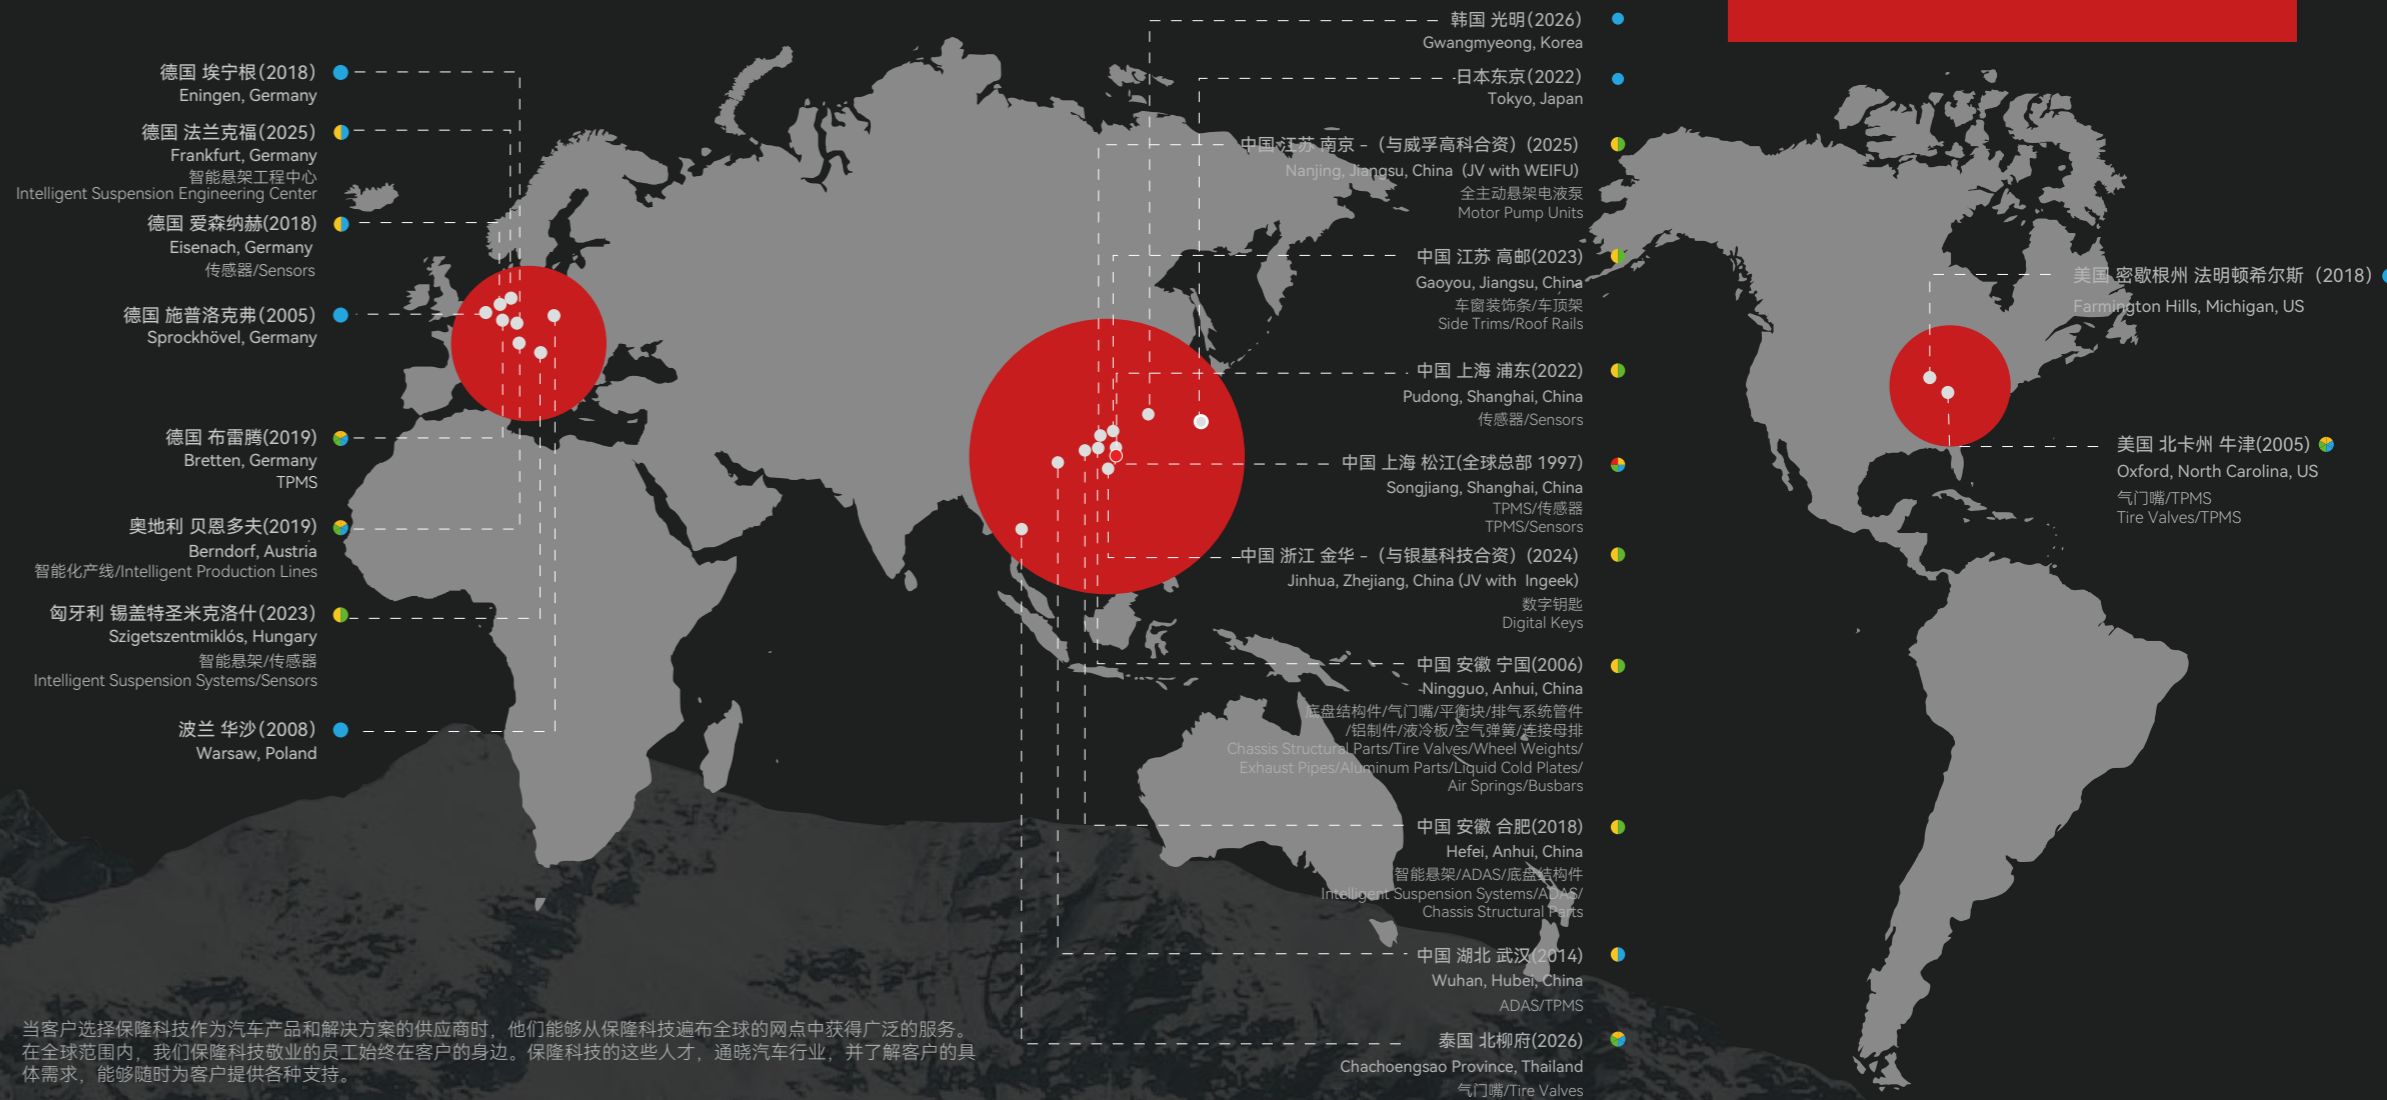 德国 埃宁根(2018)
Eningen, Germany
德国 法兰克福(2025)
Frankfurt, Germany
智能悬架工程中心
Intelligent Suspension Engineering Center
德国 爱森纳赫(2018)
Eisenach, Germany
传感器/Sensors
德国 施普洛克弗(2005)
Sprockhövel, Germany
德国 布雷腾(2019)
Bretten, Germany
TPMS
奥地利 贝恩多夫(2019)
Berndorf, Austria
智能化产线/Intelligent Production Lines
匈牙利 锡盖特圣米克洛什(2023)
Szigetszentmiklós, Hungary
智能悬架/传感器
Intelligent Suspension Systems/Sensors
波兰 华沙(2008)
Warsaw, Poland
韩国 光明(2026)
Gwangmyeong, Korea
日本东京(2022)
Tokyo, Japan
中国 江苏 南京 -（与威孚高科合资）(2025)
Nanjing, Jiangsu, China (JV with WEIFU)
全主动悬架电液泵
Motor Pump Units
中国 江苏 高邮(2023)
Gaoyou, Jiangsu, China
车窗装饰条/车顶架
Side Trims/Roof Rails
中国 上海 浦东(2022)
Pudong, Shanghai, China
传感器/Sensors
中国 上海 松江(全球总部 1997)
Songjiang, Shanghai, China
TPMS/传感器
TPMS/Sensors
中国 浙江 金华 -（与银基科技合资）(2024)
Jinhua, Zhejiang, China (JV with Ingeek)
数字钥匙
Digital Keys
中国 安徽 宁国(2006)
Ningguo, Anhui, China
底盘结构件/气门嘴/平衡块/排气系统管件
/铝制件/液冷板/空气弹簧/连接母排
Chassis Structural Parts/Tire Valves/Wheel Weights/
Exhaust Pipes/Aluminum Parts/Liquid Cold Plates/
Air Springs/Busbars
中国 安徽 合肥(2018)
Hefei, Anhui, China
智能悬架/ADAS/底盘结构件
Intelligent Suspension Systems/ADAS/
Chassis Structural Parts
中国 湖北 武汉(2014)
Wuhan, Hubei, China
ADAS/TPMS
泰国 北柳府(2026)
Chachoengsao Province, Thailand
气门嘴/Tire Valves
美国 密歇根州 法明顿希尔斯（2018）
Farmington Hills, Michigan, US
美国 北卡州 牛津(2005)
Oxford, North Carolina, US
气门嘴/TPMS
Tire Valves/TPMS
当客户选择保隆科技作为汽车产品和解决方案的供应商时，他们能够从保隆科技遍布全球的网点中获得广泛的服务。
在全球范围内，我们保隆科技敬业的员工始终在客户的身边。保隆科技的这些人才，通晓汽车行业，并了解客户的具
体需求，能够随时为客户提供各种支持。